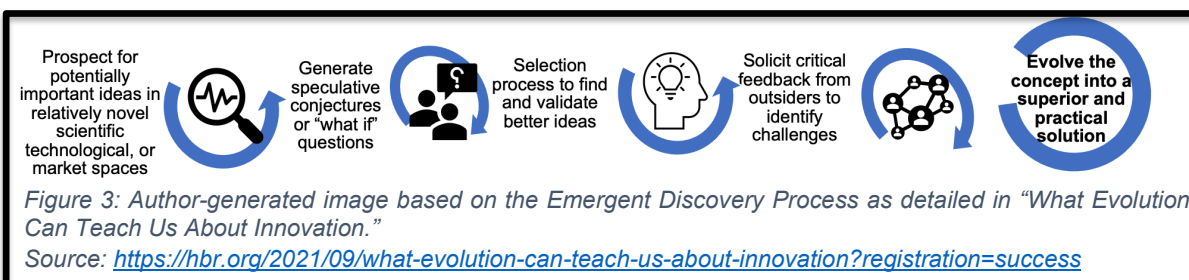 Prospect for
potentially
important ideas in
relatively novel
scientific
technological, or
market spaces
Generate
speculative
conjectures
or “what if”
questions
?
Selection
process to find
and validate
better ideas
Solicit critical
feedback from
outsiders to
identify
challenges
Evolve the
concept into a
superior and
practical
solution
Figure 3: Author-generated image based on the Emergent Discovery Process as detailed in “What Evolution
Can Teach Us About Innovation.”
Source: https://hbr.org/2021/09/what-evolution-can-teach-us-about-innovation?registration=success